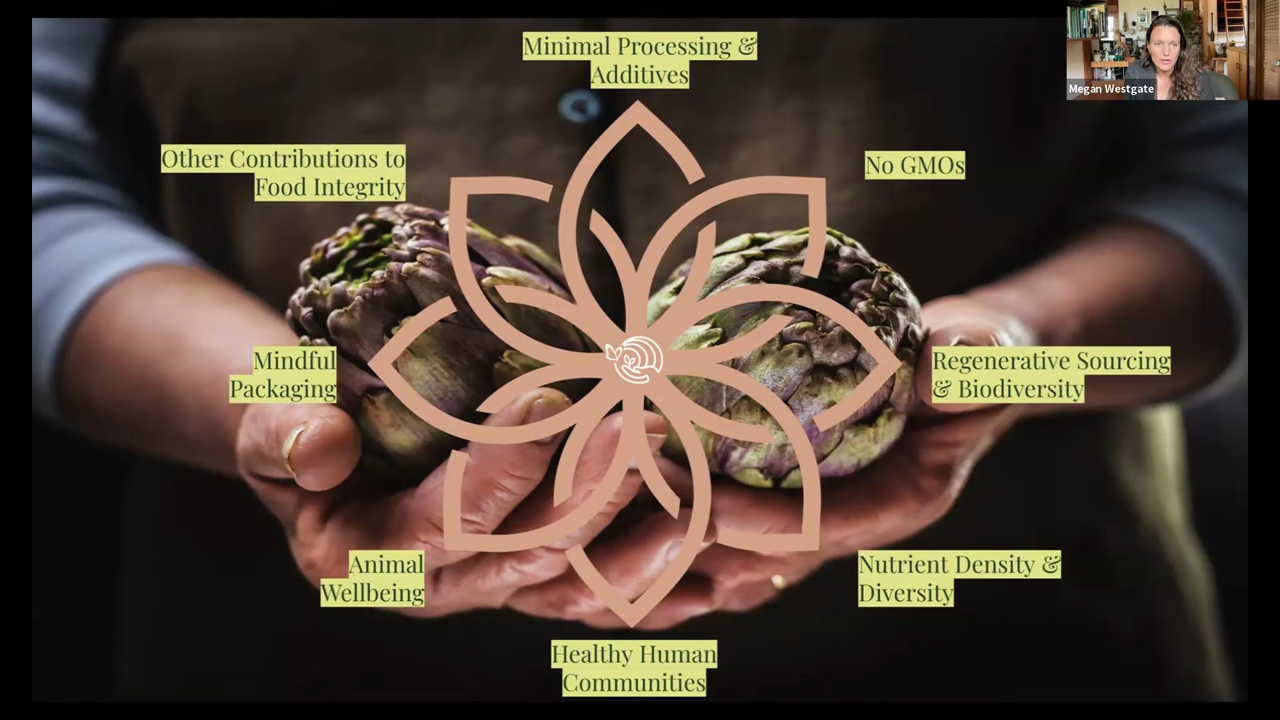 Minimal Processing &
Additives
Megan Westgate
Other Contributions to
Food Integrity
No GMOs
Mindful
Packaging
Regenerative Sourcing
& Biodiversity
Animal
Wellbeing
Nutrient Density &
Diversity
Healthy Human
Communities